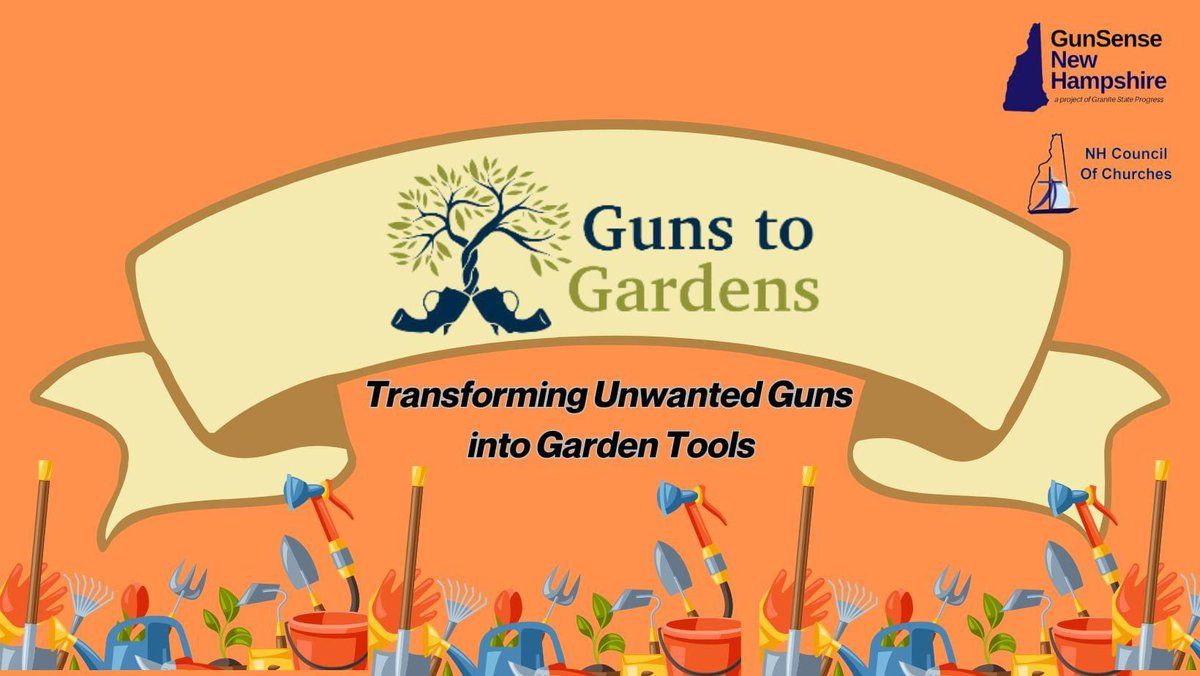 GunSense
New
Hampshire
a project of Granite State Progress
NH Council
Of Churches
Guns to
Gardens
Transforming Unwanted Guns
into Garden Tools